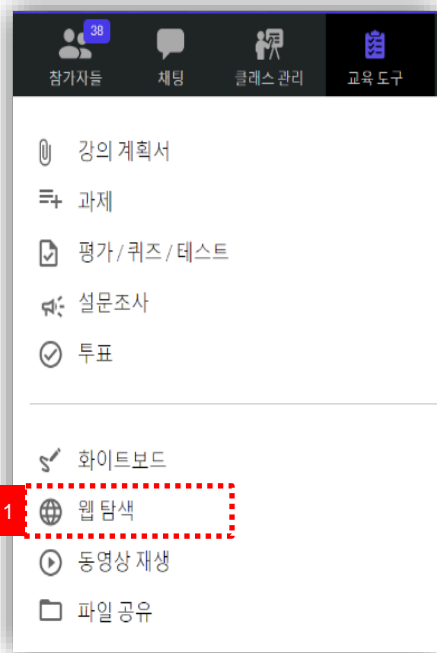 38
참가자들 채팅 클래스 관리 교육 도구
강의 계획서
과제
평가 / 퀴즈 / 테스트
설문조사
투표
화이트보드
1 웹 탐색
동영상 재생
파일 공유